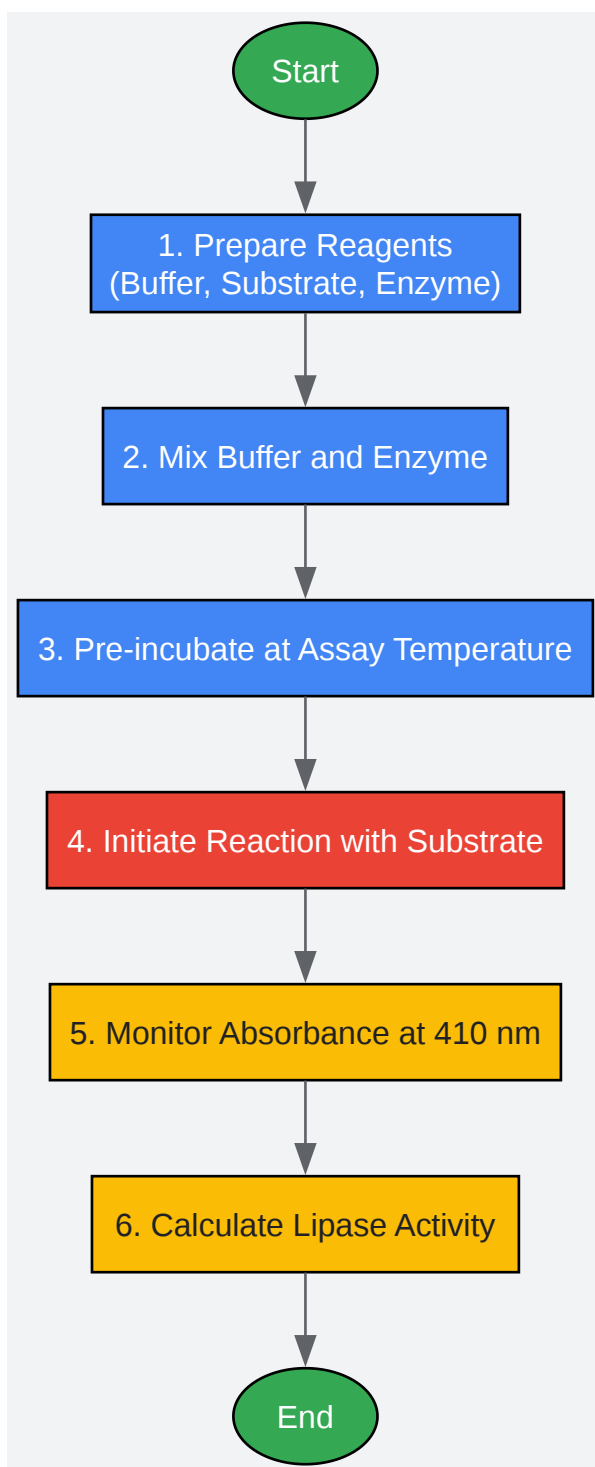 Start
1. Prepare Reagents
(Buffer, Substrate, Enzyme)
2. Mix Buffer and Enzyme
3. Pre-incubate at Assay Temperature
4. Initiate Reaction with Substrate
5. Monitor Absorbance at 410 nm
6. Calculate Lipase Activity
End